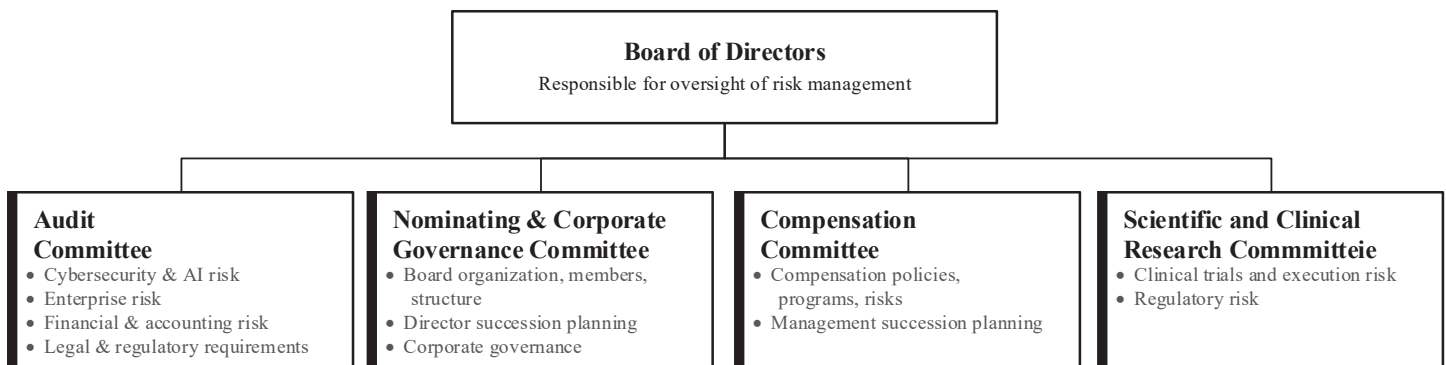 Board of Directors
Responsible for oversight of risk management
Audit
Committee
• Cybersecurity & AI risk
• Enterprise risk
• Financial & accounting risk
• Legal & regulatory requirements
Nominating & Corporate
Governance Committee
• Board organization, members,
structure
• Director succession planning
• Corporate governance
Compensation
Committee
• Compensation policies,
programs, risks
• Management succession planning
Scientific and Clinical
Research Commmitteie
• Clinical trials and execution risk
• Regulatory risk